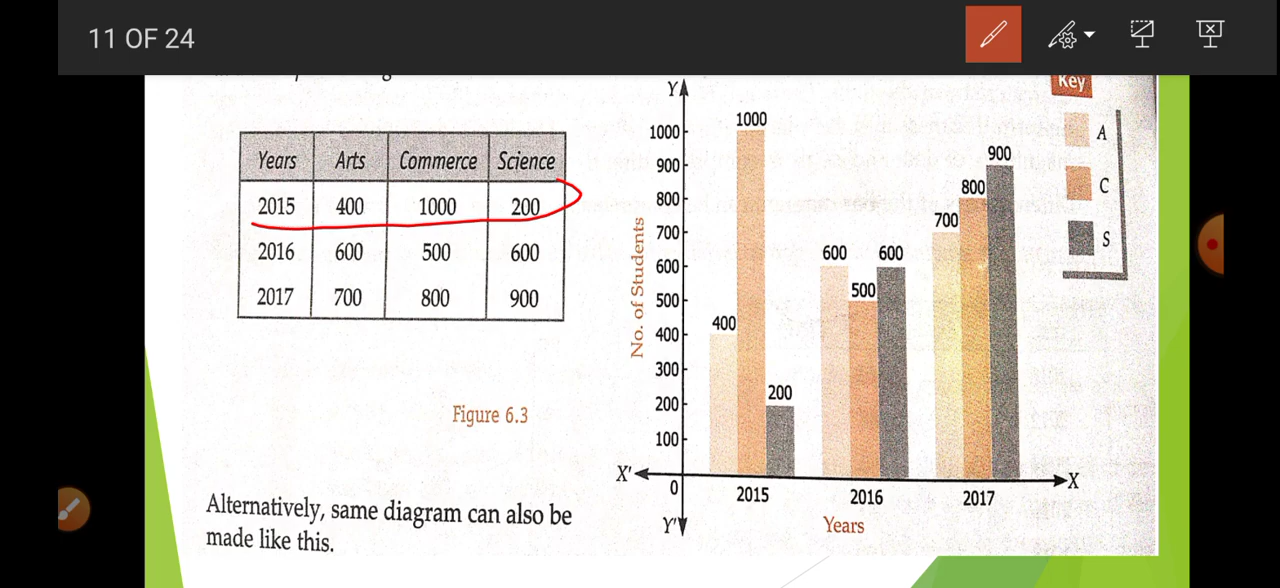 11 OF 24
Years Arts Commerce Science
2015 400 1000 200
2016 600 500 600
2017 700 800 900
Figure 6.3
Alternatively, same diagram can also be
made like this.
Key
A
C
S
Y
No. of Students
1000
900
800
700
600
500
400
300
200
100
0
400 1000 200
600 500 600
700 800 900
X' X
Y'
2015 2016 2017
Years